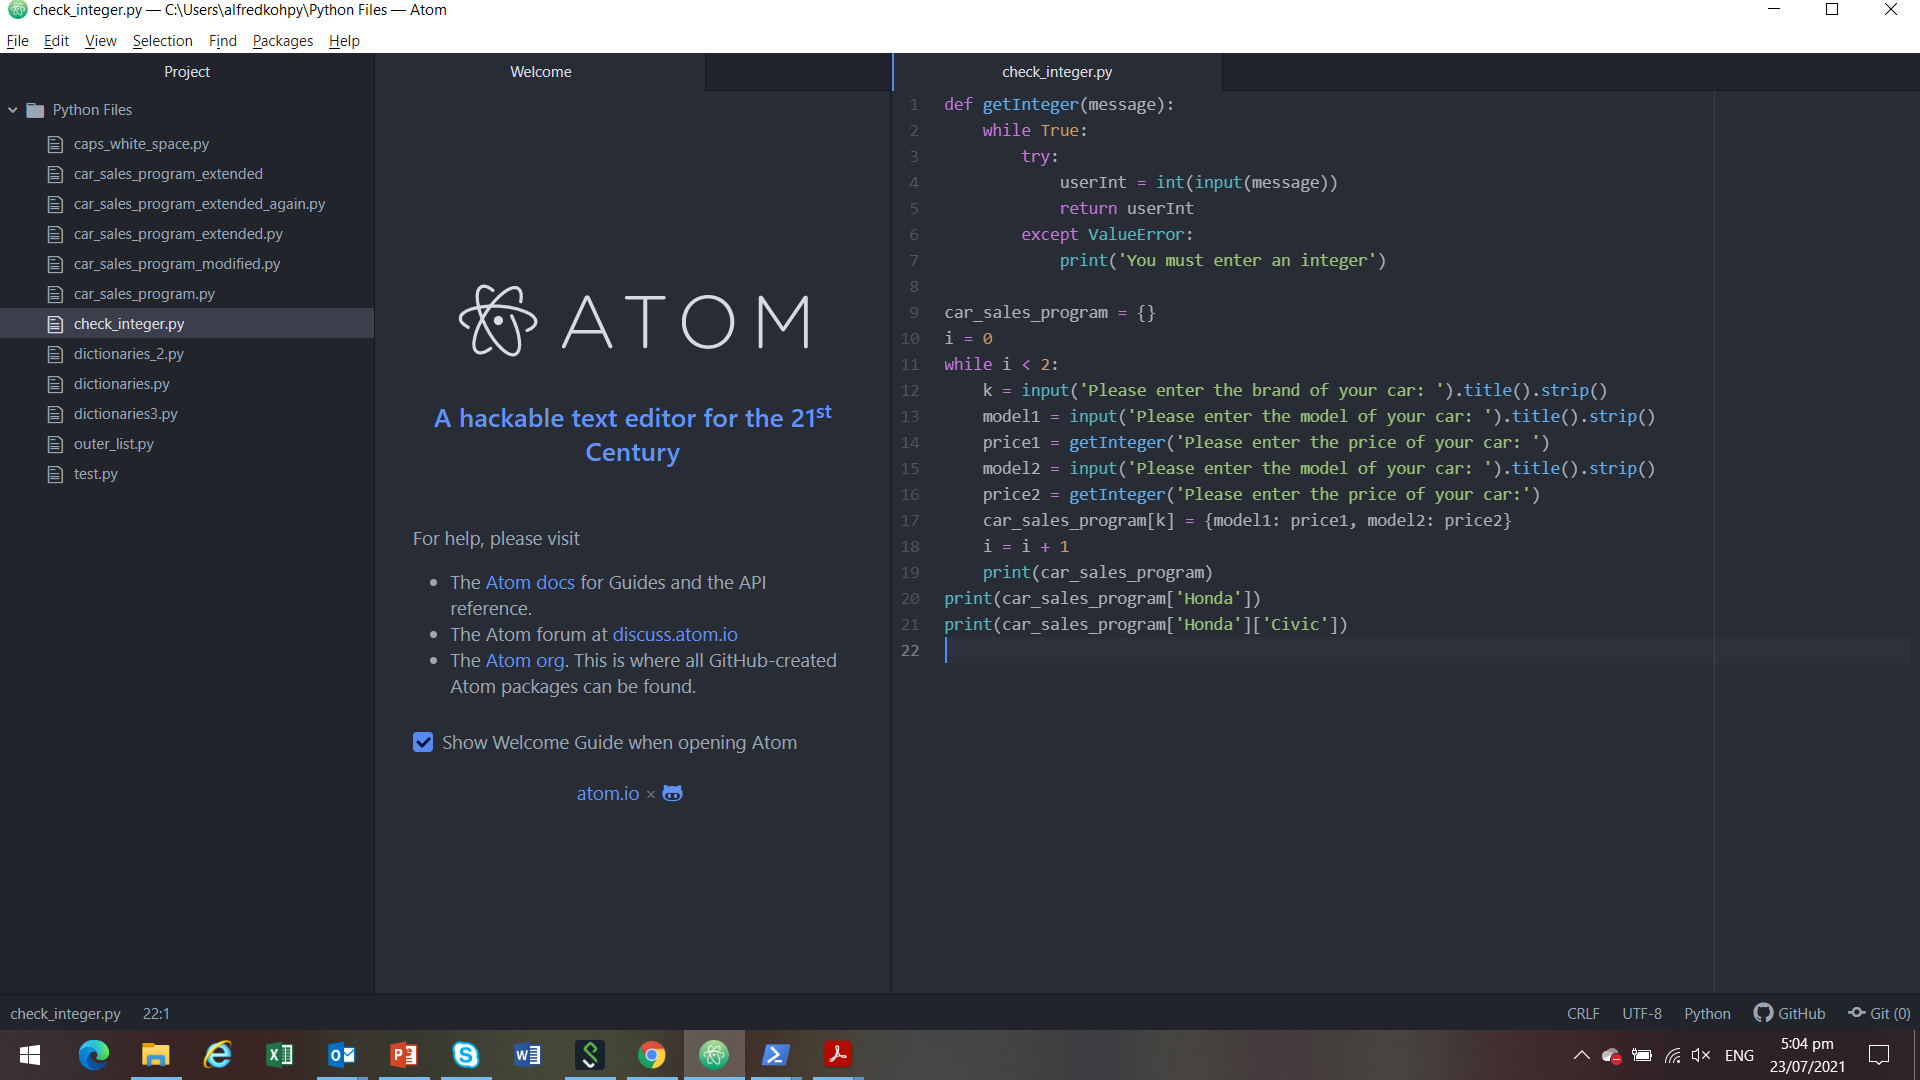 check_integer.py — C:\Users\alfredkohpy\Python Files — Atom
File Edit View Selection Find Packages Help
Project
Python Files
caps_white_space.py
car_sales_program_extended
car_sales_program_extended_again.py
car_sales_program_extended.py
car_sales_program_modified.py
car_sales_program.py
check_integer.py
dictionaries_2.py
dictionaries.py
dictionaries3.py
outer_list.py
test.py
Welcome
ATOM
A hackable text editor for the 21st
Century
For help, please visit
• The Atom docs for Guides and the API
reference.
• The Atom forum at discuss.atom.io
• The Atom org. This is where all GitHub-created
Atom packages can be found.
Show Welcome Guide when opening Atom
atom.io ×
check_integer.py
1 def getInteger(message):
2     while True:
3         try:
4             userInt = int(input(message))
5             return userInt
6         except ValueError:
7             print('You must enter an integer')
8
9 car_sales_program = {}
10 i = 0
11 while i < 2:
12     k = input('Please enter the brand of your car: ').title().strip()
13     model1 = input('Please enter the model of your car: ').title().strip()
14     price1 = getInteger('Please enter the price of your car: ')
15     model2 = input('Please enter the model of your car: ').title().strip()
16     price2 = getInteger('Please enter the price of your car:')
17     car_sales_program[k] = {model1: price1, model2: price2}
18     i = i + 1
19     print(car_sales_program)
20 print(car_sales_program['Honda'])
21 print(car_sales_program['Honda']['Civic'])
22
check_integer.py 22:1
CRLF UTF-8 Python GitHub Git (0)
ENG
5:04 pm
23/07/2021